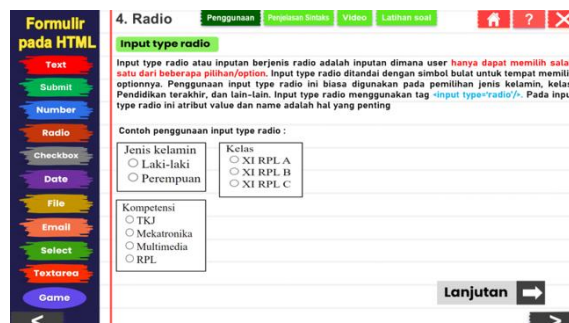 Formulir
pada HTML
Text
Submit
Number
Radio
Checkbox
Date
File
Email
Select
Textarea
Game
<
4. Radio
Penggunaan
Penjelasan Sintaks
Video
Latihan soal
?
X
Input type radio
Input type radio atau inputan berjenis radio adalah inputan dimana user hanya dapat memilih sala
satu dari beberapa pilihan/option. Input type radio ditandai dengan simbol bulat untuk tempat memili
optionnya. Penggunaan input type radio ini biasa digunakan pada pemilihan jenis kelamin, kelas
Pendidikan terakhir, dan lain-lain. Input type radio menggunakan tag <input type='radio'/>. Pada inpu
type radio ini atribut value dan name adalah hal yang penting
Contoh penggunaan input type radio :
Jenis kelamin
Laki-laki
Perempuan
Kelas
XI RPL A
XI RPL B
XI RPL C
Kompetensi
TKJ
Mekatronika
Multimedia
RPL
Lanjutan
>